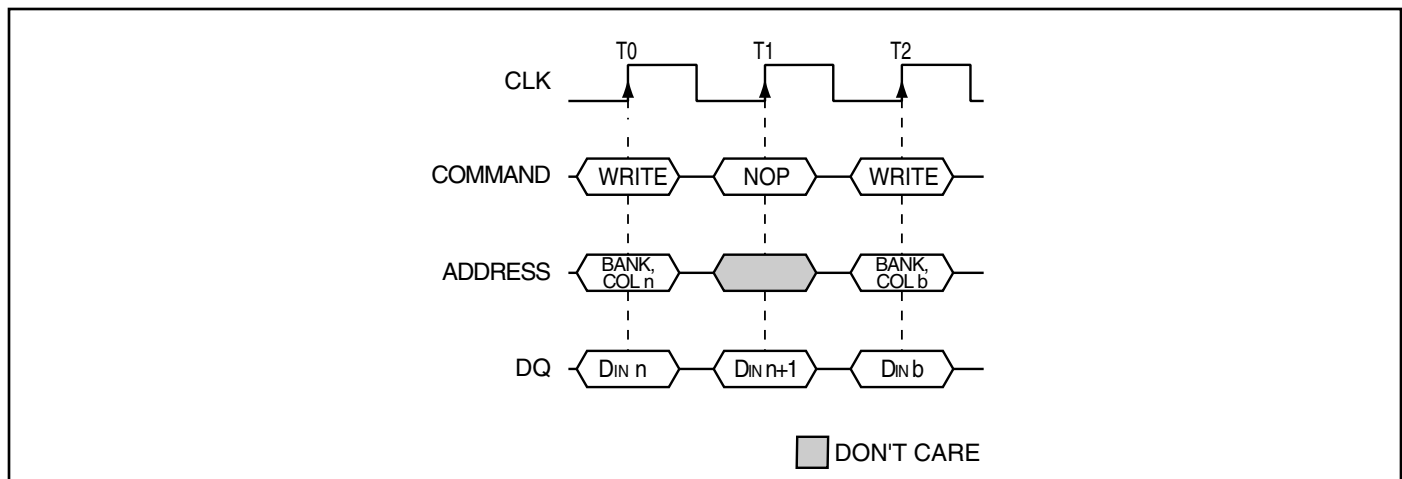 T0 T1 T2
CLK
COMMAND WRITE NOP WRITE
ADDRESS BANK, COL n BANK, COL b
DQ DIN n DIN n+1 DIN b
DON'T CARE